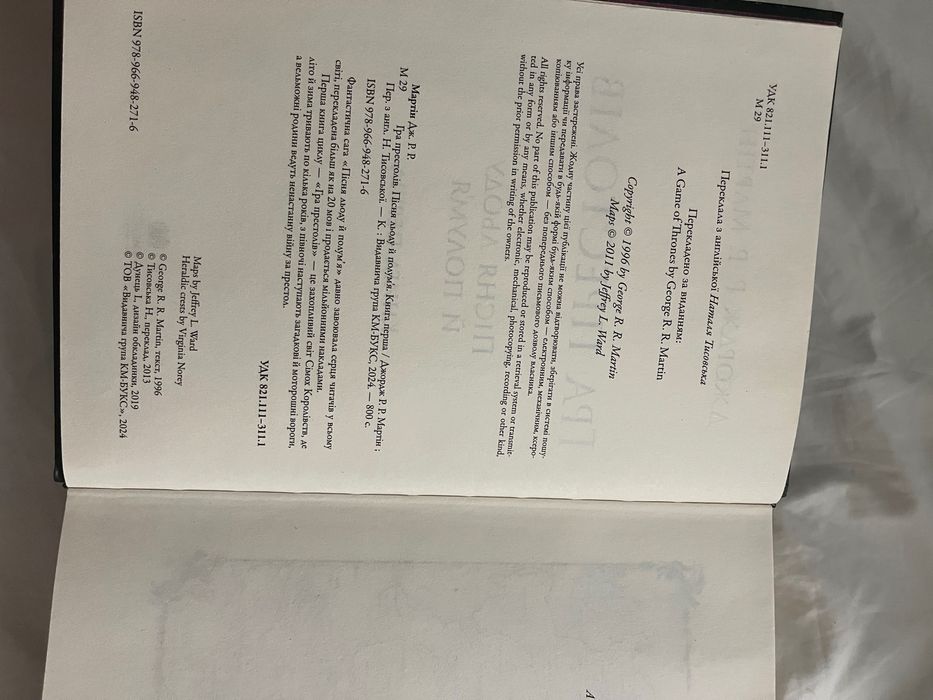 УДК 821.111–311.1
М 29
Переклала з англійської Наталя Тисовська
Перекладено за виданням:
A Game of Thrones by George R. R. Martin
Copyright © 1996 by George R. R. Martin
Maps © 2011 by Jeffrey L. Ward
Усі права застережені. Жодну частину цієї публікації не можна відтворювати, зберігати в системі пошу-
ку інформації чи передавати в будь-якій формі будь-яким способом — електронним, механічним, ксеро-
копіюванням або іншим способом — без попереднього письмового дозволу власника.
All rights reserved. No part of this publication may be reproduced or stored in a retrieval system or transmit-
ted in any form or by any means, whether electronic, mechanical, photocopying, recording or other kind,
without the prior permission in writing of the owners.
Мартін Дж. Р. Р.
М 29
Гра престолів. Пісня льоду й полум'я. Книга перша / Джордж Р. Р. Мартін ;
Пер. з англ. Н. Тисовської. — К. : Видавнича група КМ-БУКС, 2024. — 800 с.
ISBN 978-966-948-271-6
Фантастична сага «Пісня льоду й полум'я» давно завоювала серця читачів у всьому
світі, перекладена більш як на 20 мов і продається мільйонними накладами.
Перша книга циклу — «Гра престолів» — це захопливий світ Сімох Королівств, де
літо й зима тривають по кілька років, з півночі наступають загадкові й моторошні вороги,
а вельможні родини ведуть ненастанну війну за престол.
УДК 821.111–311.1
Maps by Jeffrey L. Ward
Heraldic crests by Virginia Norey
© George R. R. Martin, текст, 1996
© Тисовська Н., переклад, 2013
© Дунець І., дизайн обкладинки, 2019
© ТОВ «Видавнича група КМ-БУКС», 2024
ISBN 978-966-948-271-6